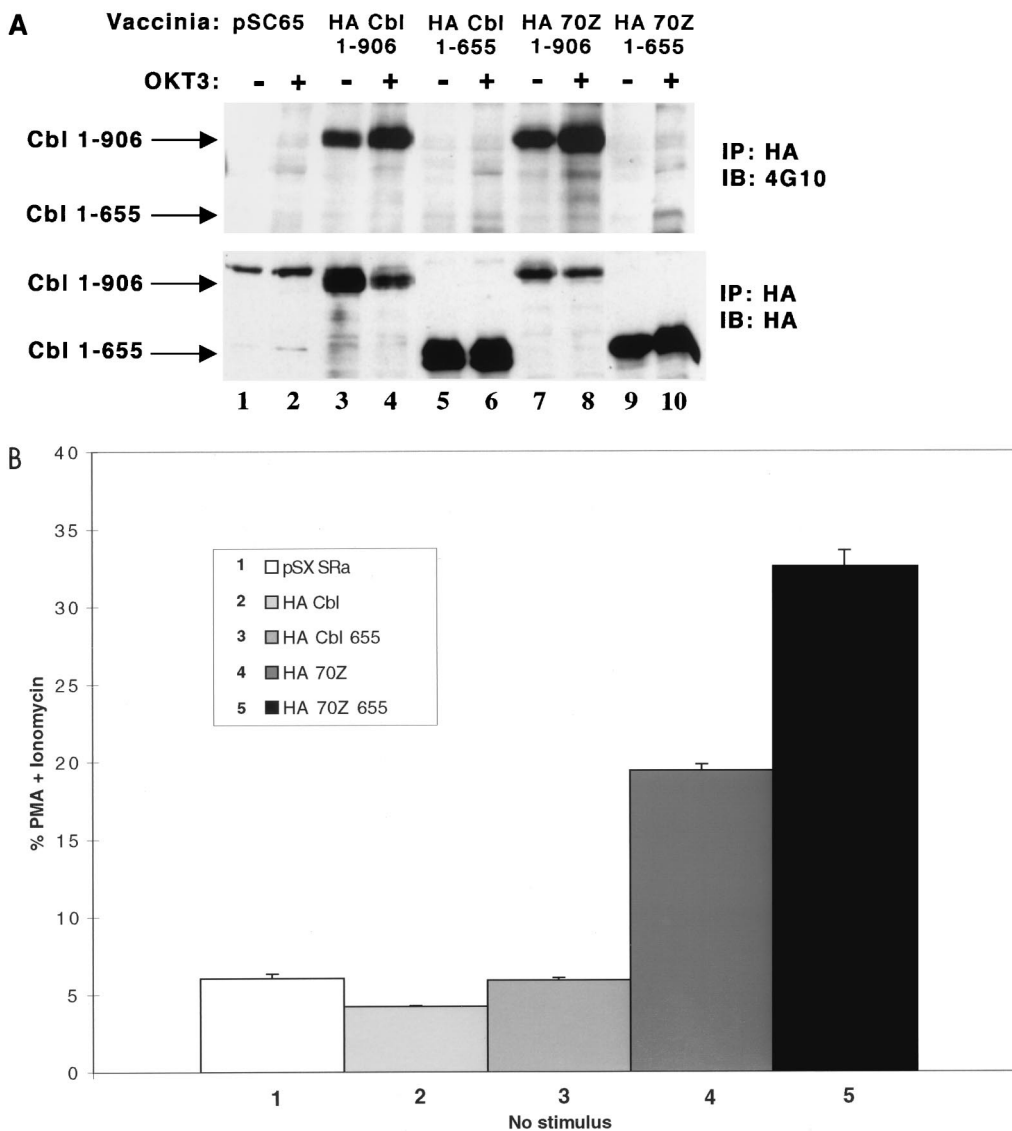 A
Vaccinia: pSC65 HA Cbl 1-906 HA Cbl 1-655 HA 70Z 1-906 HA 70Z 1-655
OKT3: - + - + - + - + - +
Cbl 1-906
Cbl 1-655
IP: HA
IB: 4G10
Cbl 1-906
Cbl 1-655
IP: HA
IB: HA
1 2 3 4 5 6 7 8 9 10
B
% PMA + Ionomycin
40
35
30
25
20
15
10
5
0
1 pSX SRa
2 HA Cbl
3 HA Cbl 655
4 HA 70Z
5 HA 70Z 655
1 2 3 4 5
No stimulus